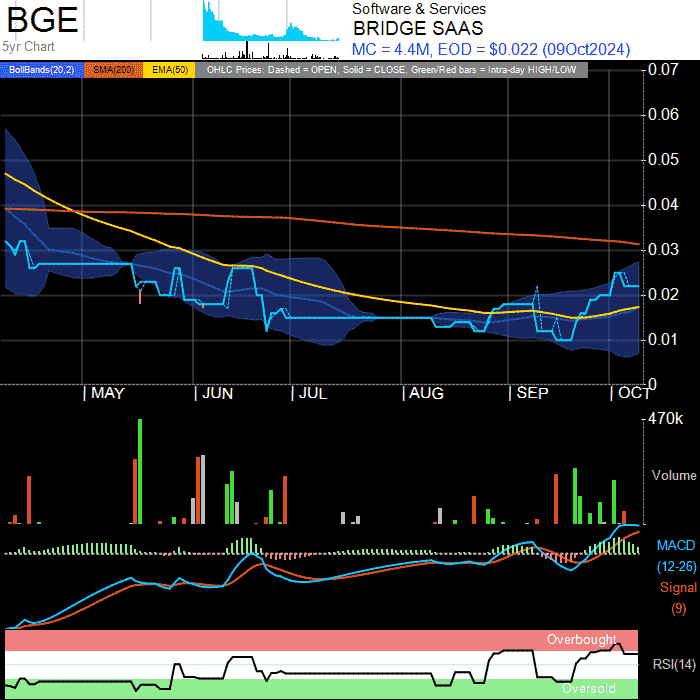 BGE
5yr Chart
Software & Services
BRIDGE SAAS
MC = 4.4M, EOD = $0.022 (09Oct2024)
BollBands(20,2) SMA(200) EMA(50) OHLC Prices: Dashed = OPEN, Solid = CLOSE, Green/Red bars = Intra-day HIGH/LOW
0.07
0.06
0.05
0.04
0.03
0.02
0.01
0
MAY JUN JUL AUG SEP OCT
470k
Volume
MACD
(12-26)
Signal
(9)
Overbought
RSI(14)
Oversold